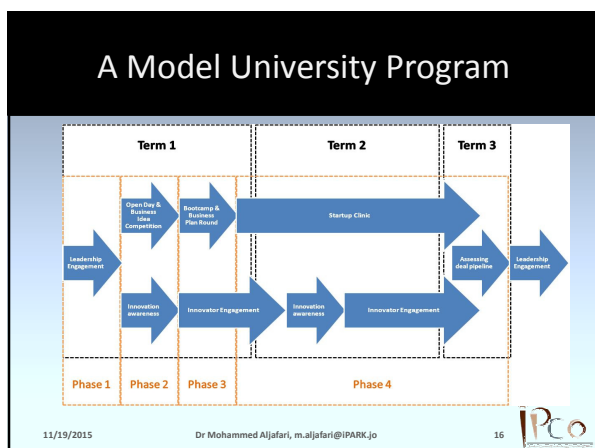 A Model University Program
Term 1
Term 2
Term 3
Open Day &
Business
Idea
Competition
Bootcamp &
Business
Plan Round
Startup Clinic
Leadership
Engagement
Assessing
deal pipeline
Leadership
Engagement
Innovation
awareness
Innovator Engagement
Innovation
awareness
Innovator Engagement
Phase 1
Phase 2
Phase 3
Phase 4
11/19/2015
Dr Mohammed Aljafari, m.aljafari@iPARK.jo
16
iPCO